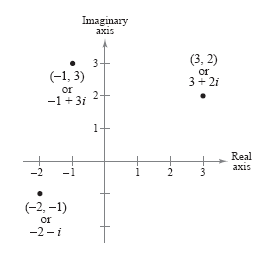 Imaginary
axis
3
(−1, 3)
or
−1 + 3i
2
(3, 2)
or
3 + 2i
1
Real
axis
−2
−1
1
2
3
(−2, −1)
or
−2 − i